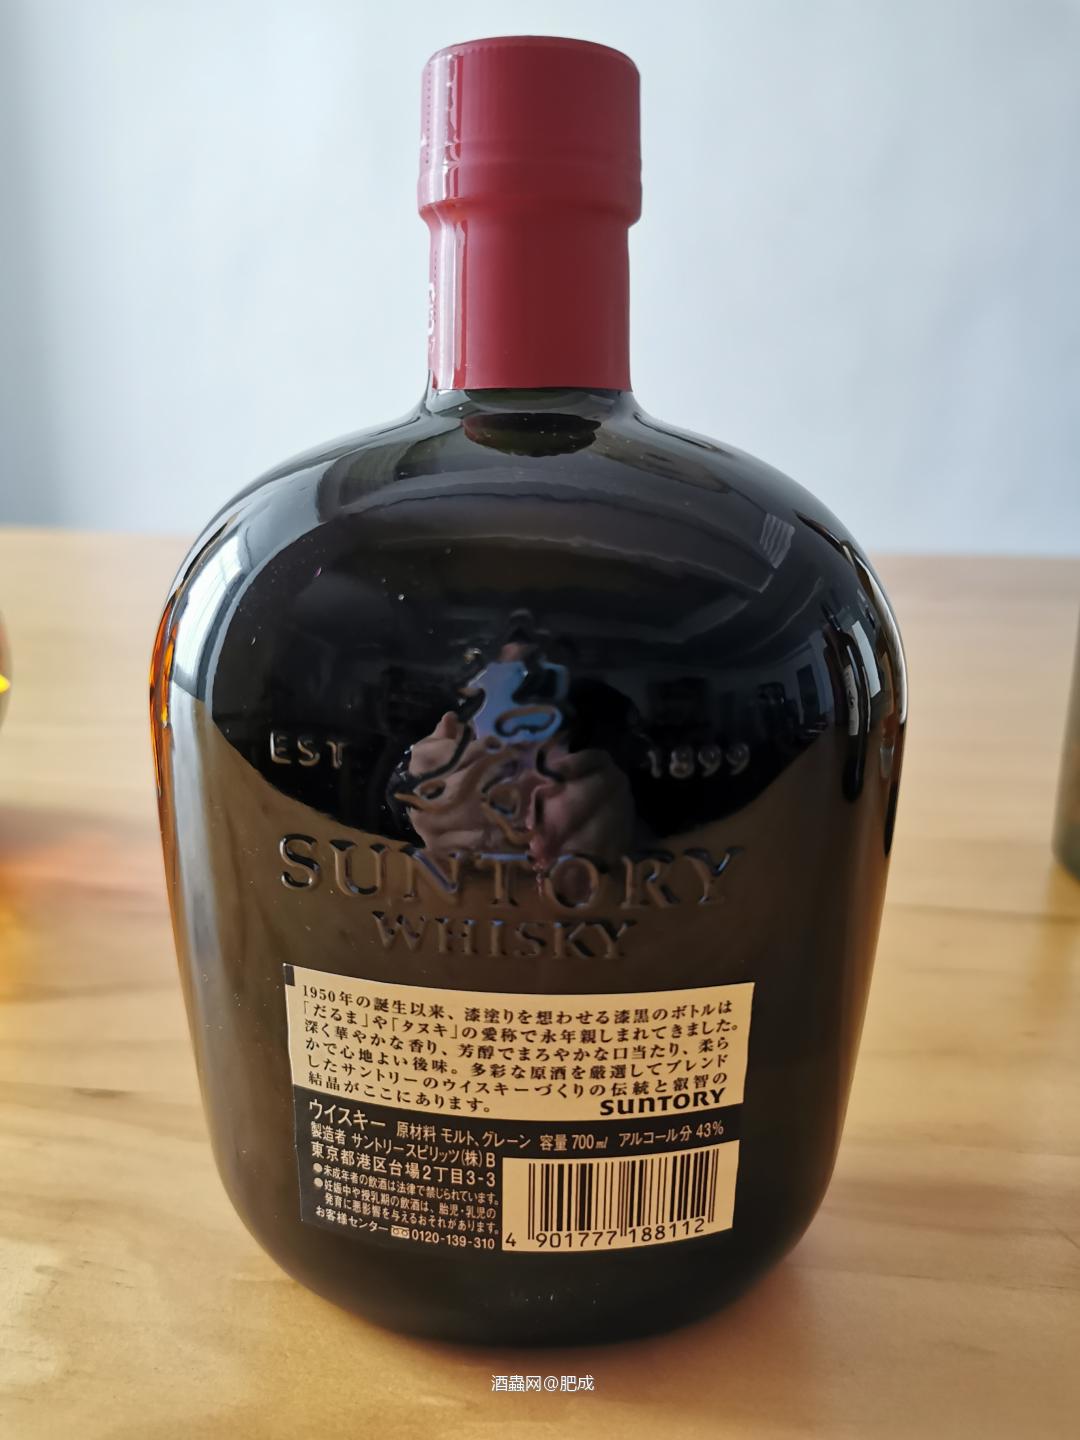 EST 1899
SUNTORY
WHISKY
1950年の誕生以来、漆塗りを想わせる漆黒のボトルは
「だるま」や「タヌキ」の愛称で永年親しまれてきました。
深く華やかな香り、芳醇でまろやかな口当たり、柔ら
かで心地よい後味。多彩な原酒を厳選してブレンド
したサントリーのウイスキーづくりの伝統と叡智の
結晶がここにあります。
SUNTORY
ウイスキー 原材料 モルト、グレーン 容量 700㎖ アルコール分 43%
製造者 サントリースピリッツ(株) B
東京都港区台場2丁目3-3
●未成年者の飲酒は法律で禁じられています。
●妊娠中や授乳期の飲酒は、胎児・乳児の
発育に悪影響を与えるおそれがあります。
お客様センター 0120-139-310
4 901777 188112
酒蟲网@肥成